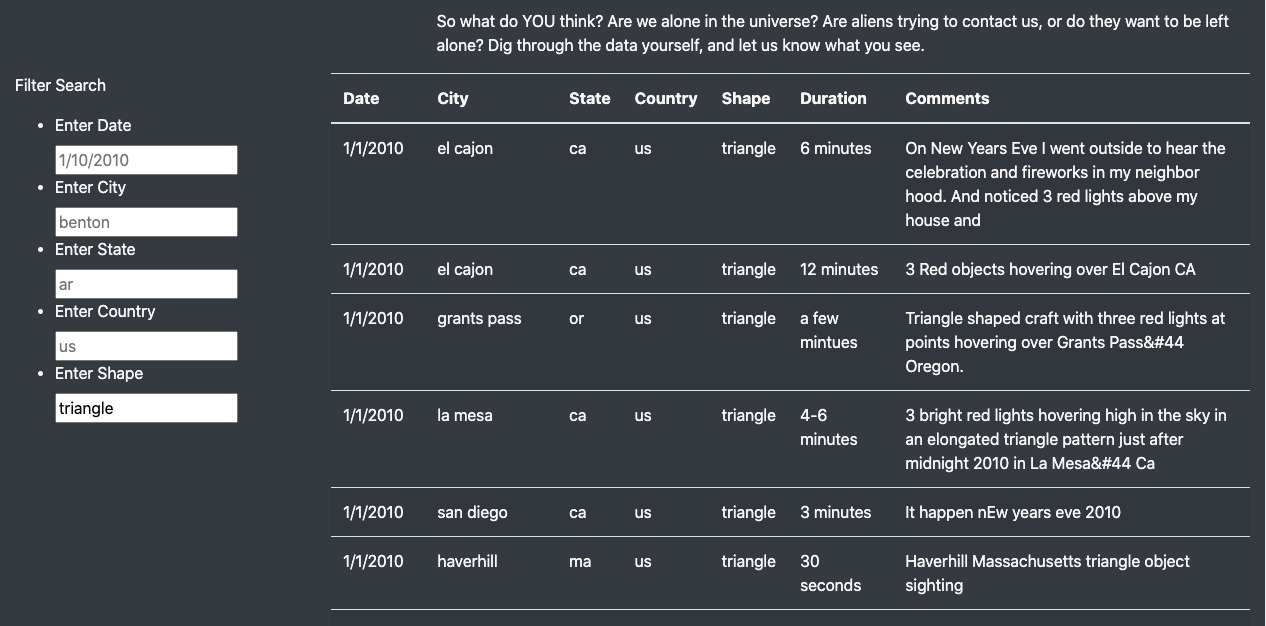 So what do YOU think? Are we alone in the universe? Are aliens trying to contact us, or do they want to be left
alone? Dig through the data yourself, and let us know what you see.
Filter Search
Enter Date
1/10/2010
Enter City
benton
Enter State
ar
Enter Country
us
Enter Shape
triangle
Date City State Country Shape Duration Comments
1/1/2010 el cajon ca us triangle 6 minutes On New Years Eve I went outside to hear the
celebration and fireworks in my neighbor
hood. And noticed 3 red lights above my
house and
1/1/2010 el cajon ca us triangle 12 minutes 3 Red objects hovering over El Cajon CA
1/1/2010 grants pass or us triangle a few Triangle shaped craft with three red lights at
mintues points hovering over Grants Pass&#44
Oregon.
1/1/2010 la mesa ca us triangle 4-6 3 bright red lights hovering high in the sky in
minutes an elongated triangle pattern just after
midnight 2010 in La Mesa&#44 Ca
1/1/2010 san diego ca us triangle 3 minutes It happen nEw years eve 2010
1/1/2010 haverhill ma us triangle 30 Haverhill Massachusetts triangle object
seconds sighting